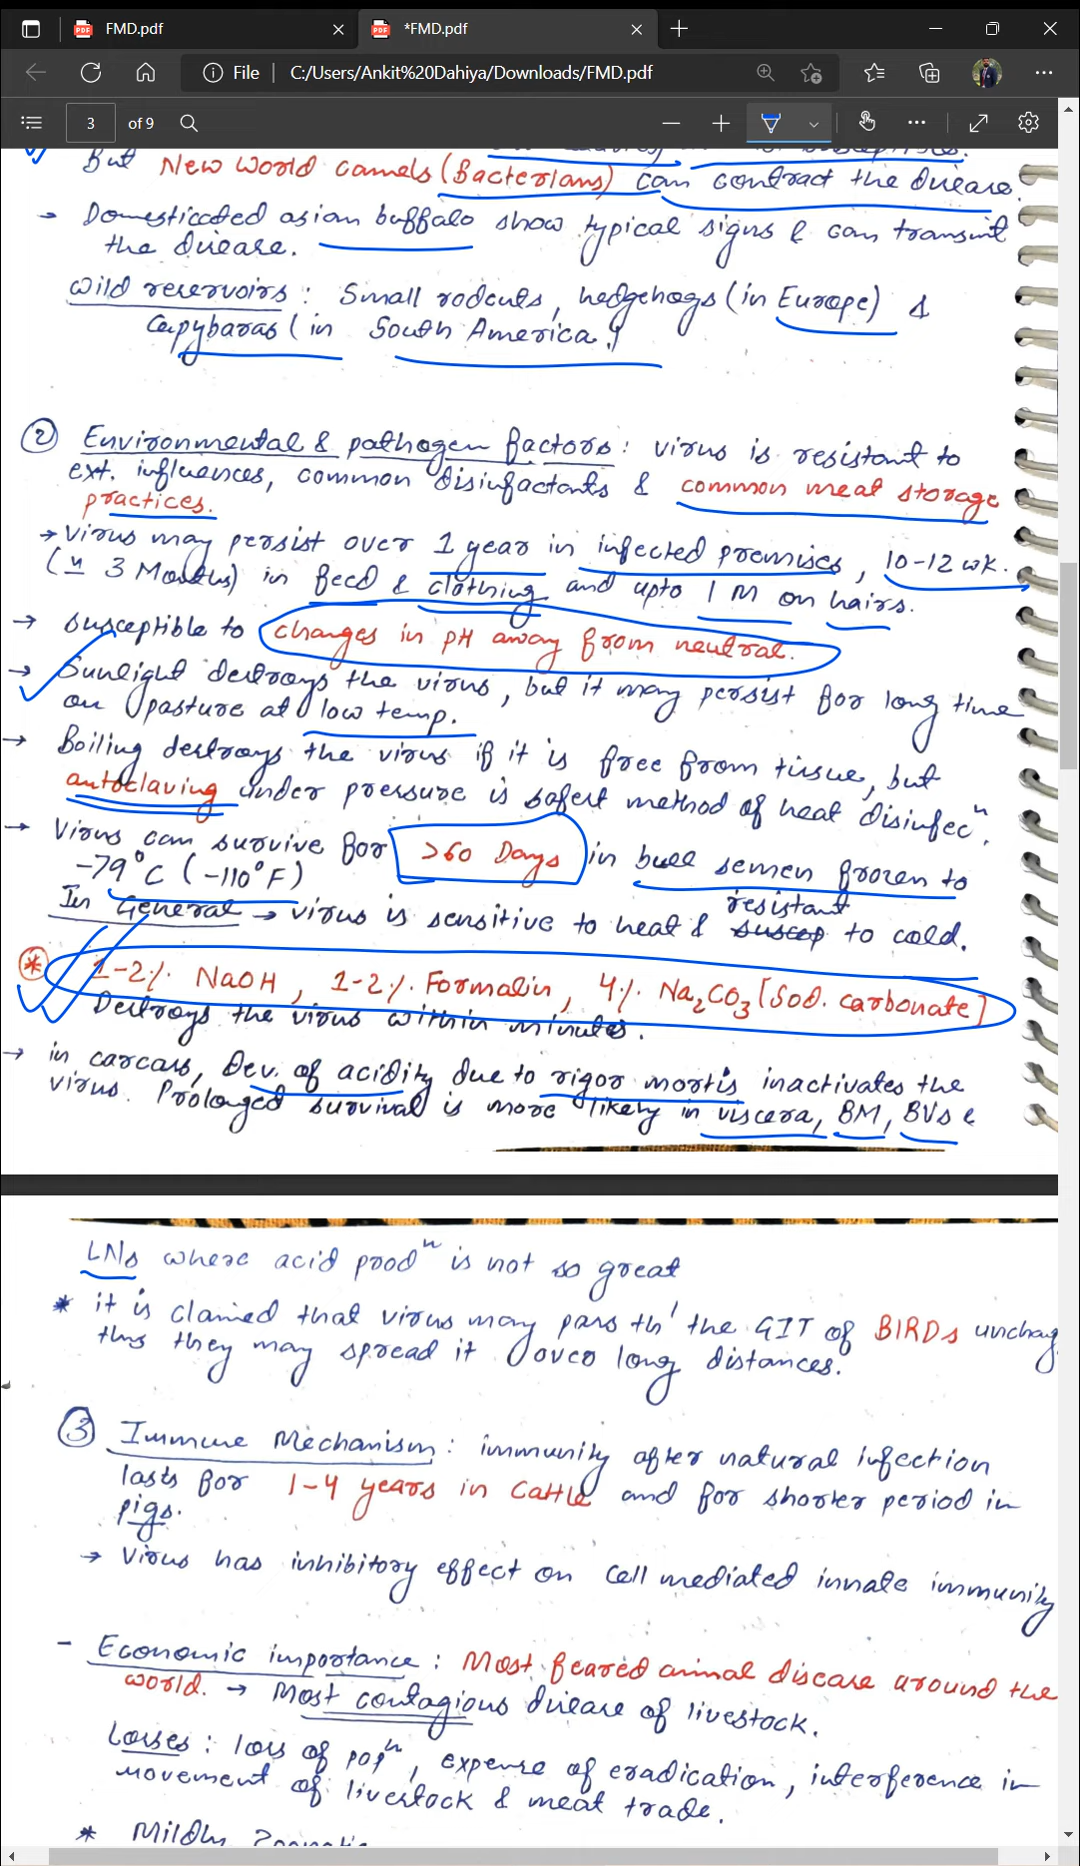 FMD.pdf
*FMD.pdf
File
C:/Users/Ankit%20Dahiya/Downloads/FMD.pdf
3 of 9
But New World camels (Bacterians) can contract the disease.
→ Domesticated asian buffalo show typical signs & can transmit
the disease.
Wild reservoirs: Small rodents, hedgehogs (in Europe) &
Capybaras (in South America)
② Environmental & pathogen factors: virus is resistant to
ext. influences, common disinfactants & common meat storage
practices.
→ Virus may persist over 1 year in infected premises, 10-12 wk.
3 Months) in feed & clothing and upto 1 M on hairs.
→ Susceptible to changes in pH away from neutral.
→ Sunlight destroys the virus, but it may persist for long time
on pasture at low temp.
→ Boiling destroys the virus if it is free from tissue, but
autoclaving under pressure is safest method of heat disinfecⁿ.
→ Virus can survive for >60 Days in bull semen frozen to
-79°C (-110°F)
resistant
In General → virus is sensitive to heat & suscep to cold.
* 1-2%. NaOH, 1-2%. Formalin, 4%. Na₂CO₃ [Sod. carbonate]
Destroys the virus within minutes.
→ in carcass, Dev. of acidity due to rigor mortis inactivates the
virus. Prolonged survival is more likely in viscera, BM, BVs &
LNs where acid prodⁿ is not so great
* it is claimed that virus may pass th' the GIT of BIRDs unchag
thus they may spread it over long distances.
③ Immune Mechanism: immunity after natural infection
lasts for 1-4 years in Cattle and for shorter period in
pigs.
→ Virus has inhibitory effect on cell mediated innate immunity
- Economic importance: Most feared animal disease around the
world. → Most contagious disease of livestock.
Losses: loss of popⁿ, expense of eradication, interference in
movement of livestock & meat trade.
* Mildly Zoonotic